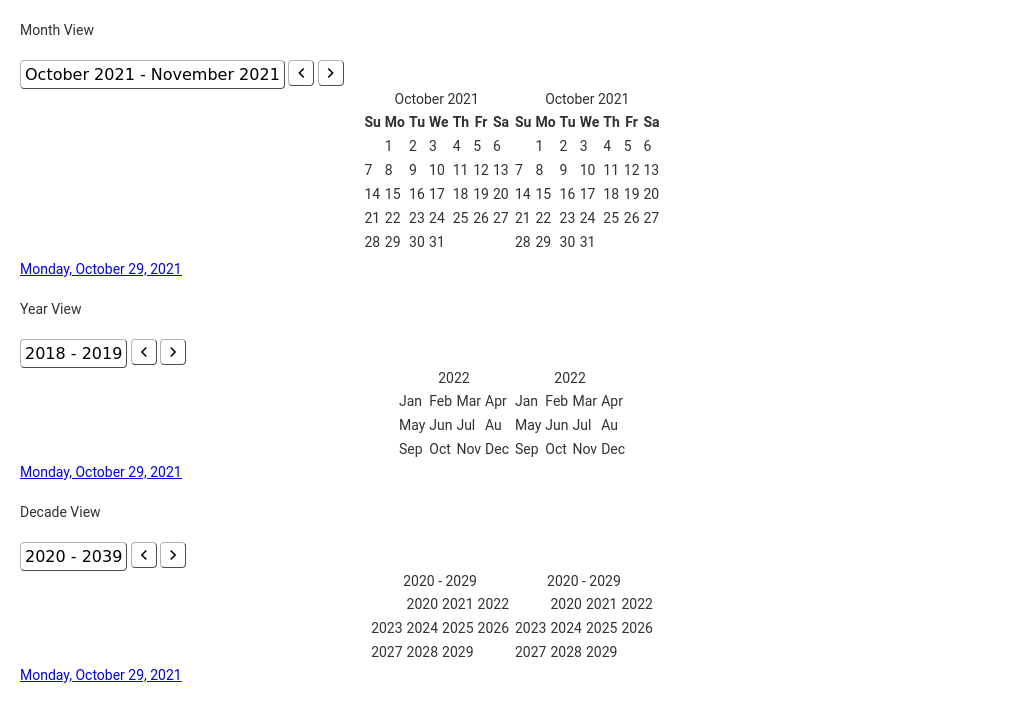 Month View
October 2021 - November 2021
October 2021 October 2021
Su Mo Tu We Th Fr Sa Su Mo Tu We Th Fr Sa
1 2 3 4 5 6 1 2 3 4 5 6
7 8 9 10 11 12 13 7 8 9 10 11 12 13
14 15 16 17 18 19 20 14 15 16 17 18 19 20
21 22 23 24 25 26 27 21 22 23 24 25 26 27
28 29 30 31 28 29 30 31
Monday, October 29, 2021
Year View
2018 - 2019
2022 2022
Jan Feb Mar Apr Jan Feb Mar Apr
May Jun Jul Au May Jun Jul Au
Sep Oct Nov Dec Sep Oct Nov Dec
Monday, October 29, 2021
Decade View
2020 - 2039
2020 - 2029 2020 - 2029
2020 2021 2022 2020 2021 2022
2023 2024 2025 2026 2023 2024 2025 2026
2027 2028 2029 2027 2028 2029
Monday, October 29, 2021